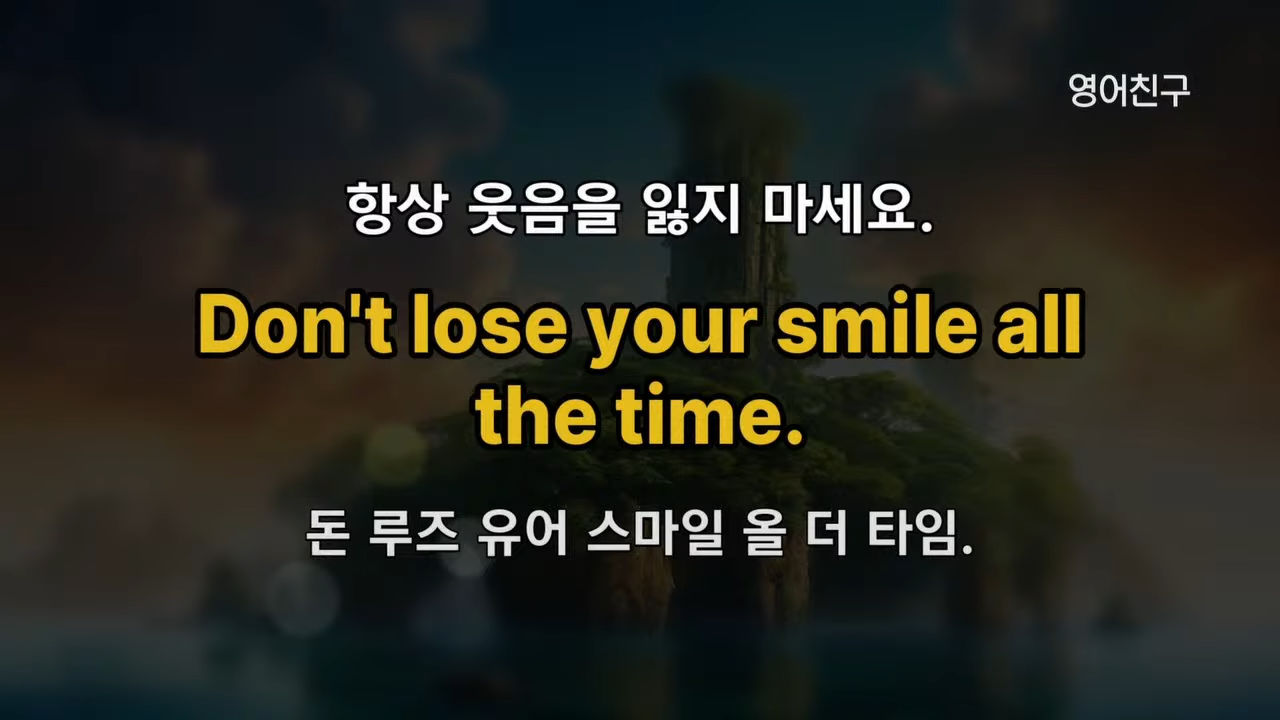 영어친구
항상 웃음을 잃지 마세요.
Don't lose your smile all
the time.
돈 루즈 유어 스마일 올 더 타임.